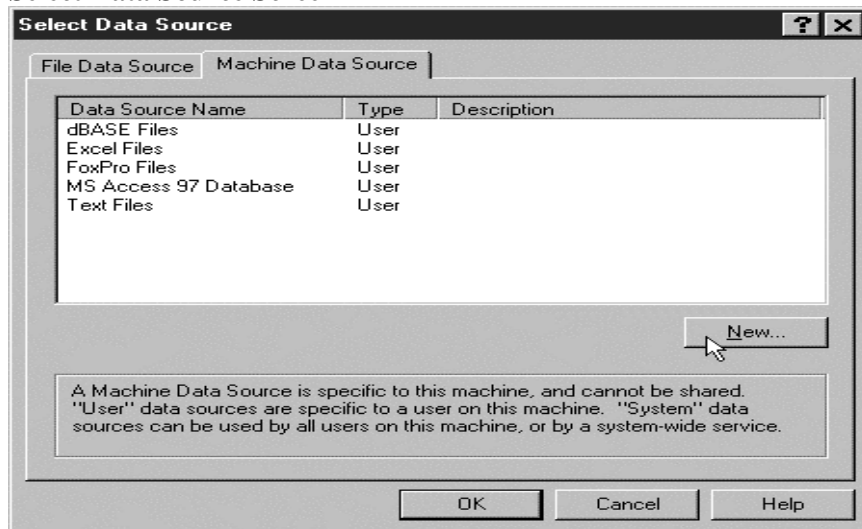 Select Data Source
File Data Source Machine Data Source
Data Source Name Type Description
dBASE Files User
Excel Files User
FoxPro Files User
MS Access 97 Database User
Text Files User
New...
A Machine Data Source is specific to this machine, and cannot be shared.
"User" data sources are specific to a user on this machine. "System" data
sources can be used by all users on this machine, or by a system-wide service.
OK Cancel Help